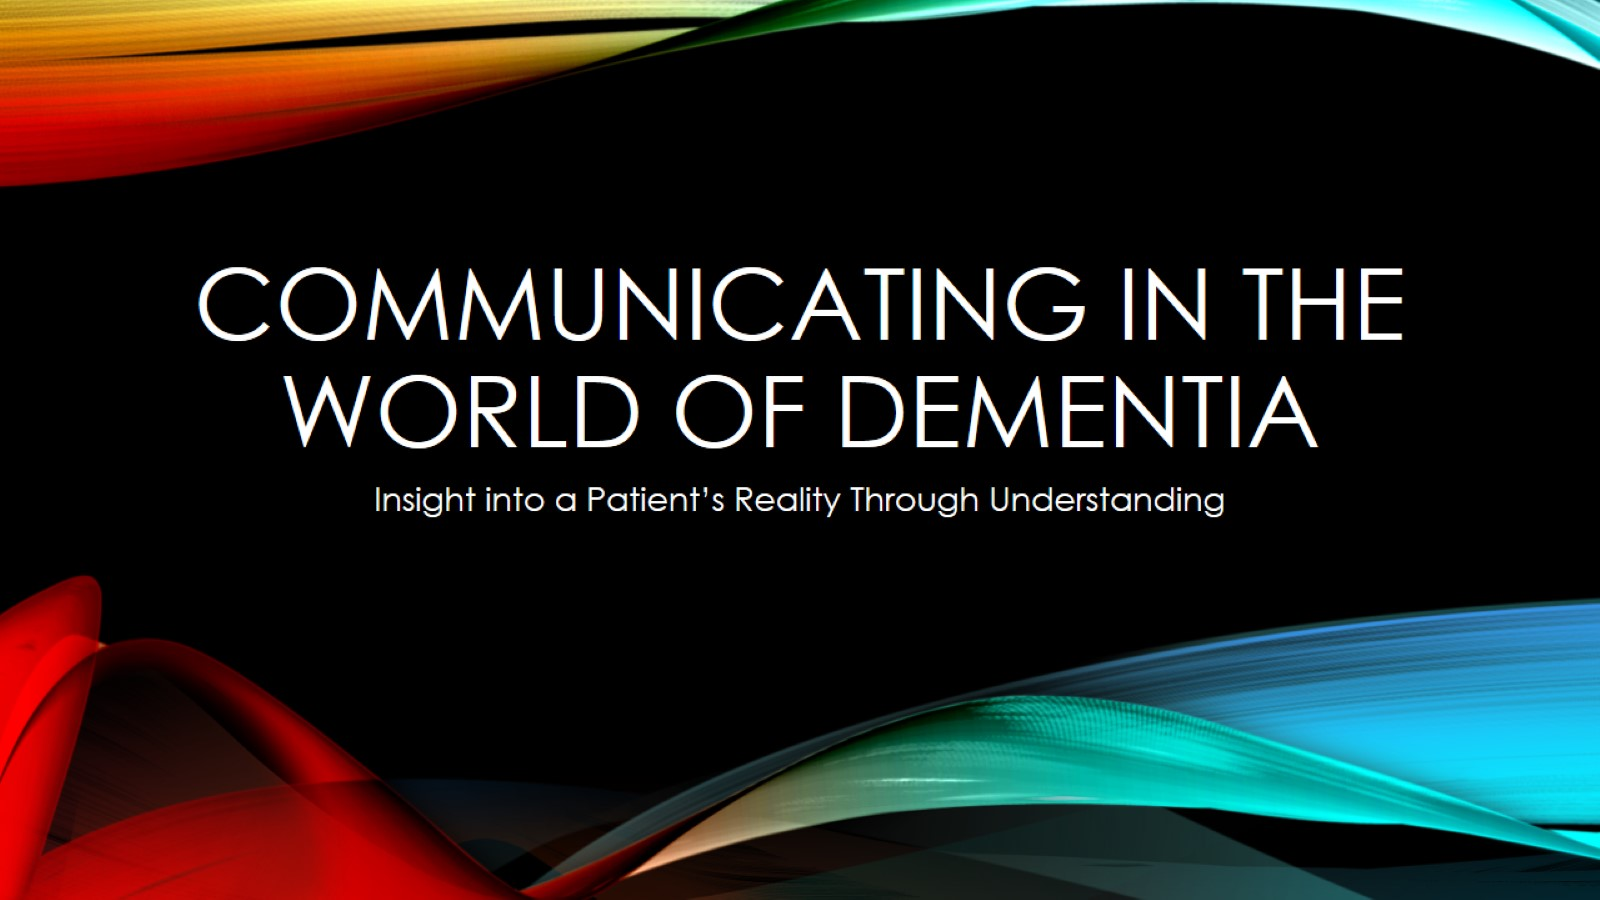 COMMUNICATING IN THE
WORLD OF DEMENTIA
Insight into a Patient’s Reality Through Understanding